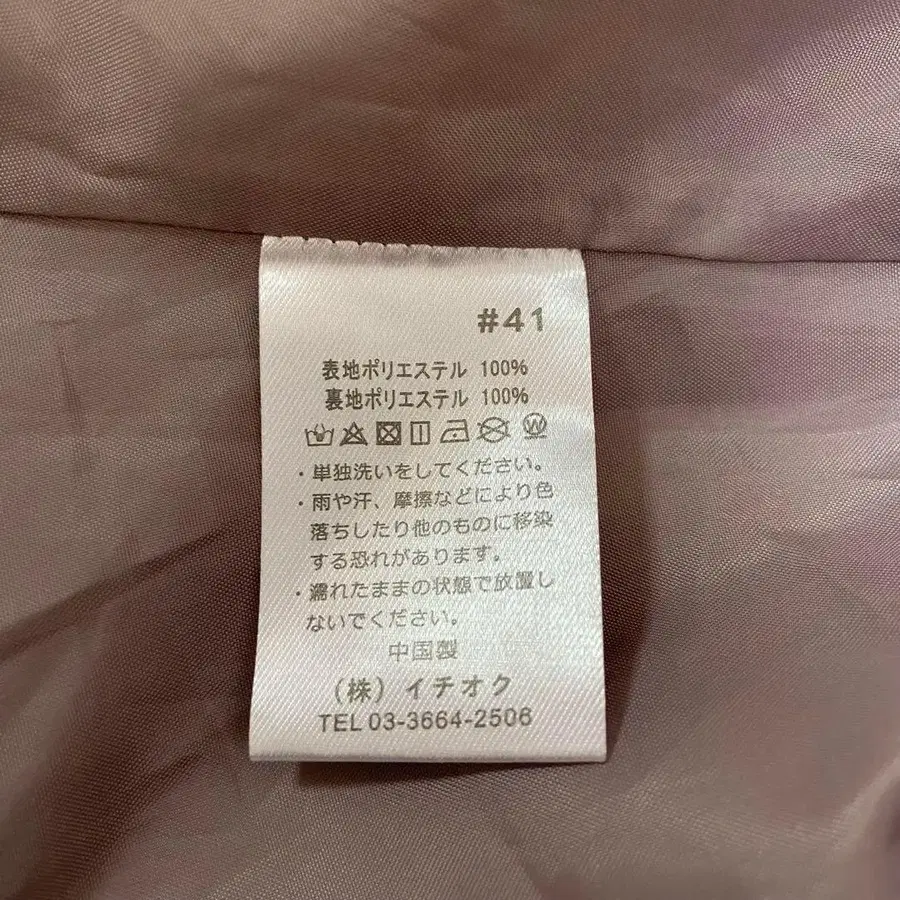 #41
表地ポリエステル 100%
裏地ポリエステル 100%
・単独洗いをしてください。
・雨や汗、摩擦などにより色
落ちしたり他のものに移染
する恐れがあります。
・濡れたままの状態で放置し
ないでください。
中国製
（株）イチオク
TEL 03-3664-2506